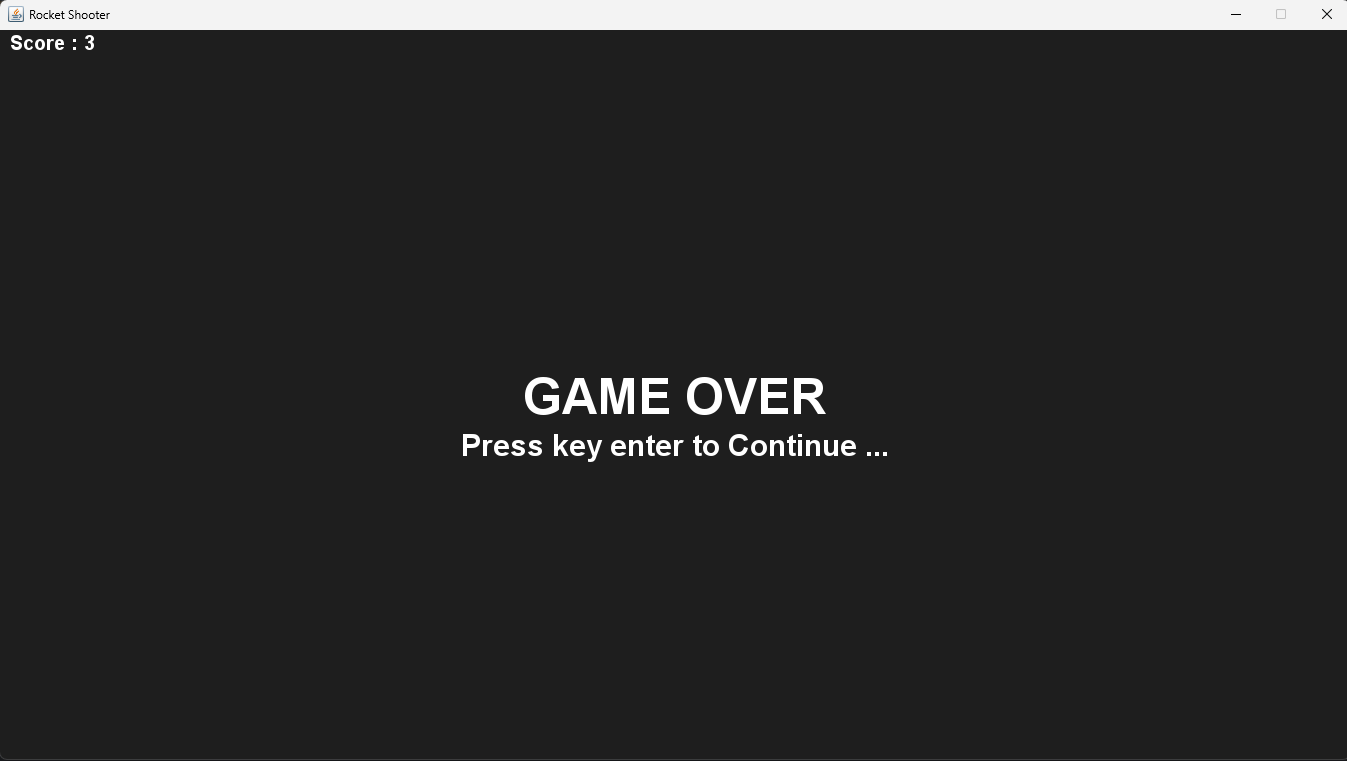 Rocket Shooter
Score : 3
GAME OVER
Press key enter to Continue ...